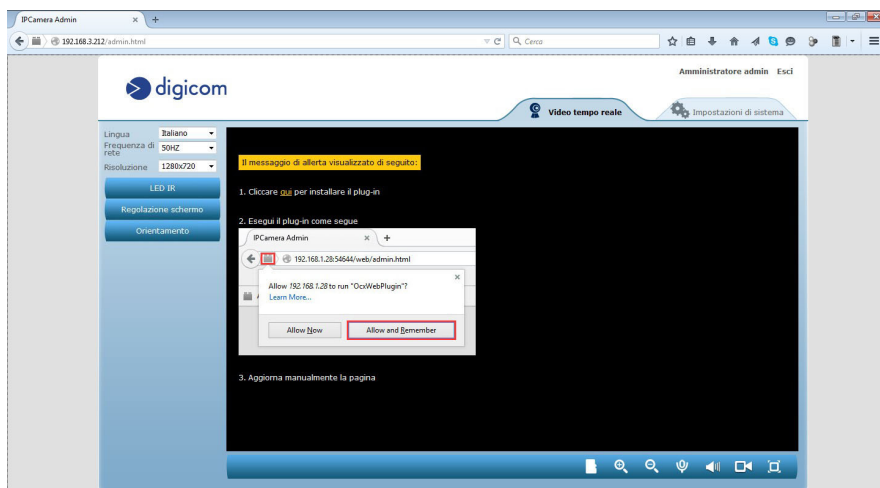 IPCamera Admin
192.168.3.212/admin.html
Cerca
Amministratore admin Esci
digicom
Video tempo reale
Impostazioni di sistema
Lingua Italiano
Frequenza di rete 50HZ
Risoluzione 1280x720
LED IR
Regolazione schermo
Orientamento
Il messaggio di allerta visualizzato di seguito:
1. Cliccare qui per installare il plug-in
2. Esegui il plug-in come segue
IPCamera Admin
192.168.1.28:54644/web/admin.html
Allow 192.168.1.28 to run "OcxWebPlugin"?
Learn More...
Allow Now Allow and Remember
3. Aggiorna manualmente la pagina